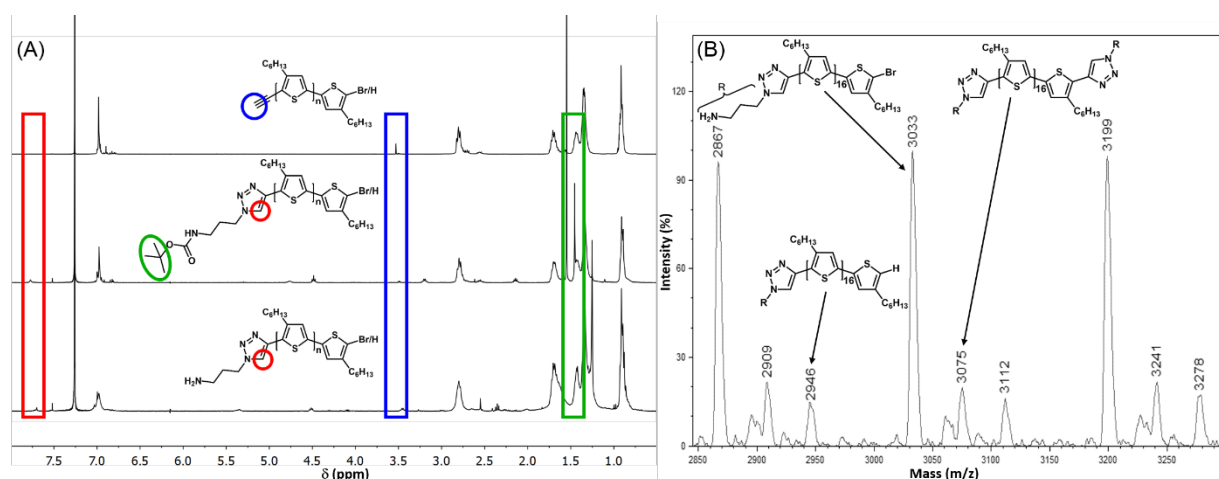 (A)
C₆H₁₃
S
n
S
Br/H
C₆H₁₃
C₆H₁₃
N=N
N
S
n
S
Br/H
C₆H₁₃
NH
O
O
C₆H₁₃
N=N
N
S
n
S
Br/H
C₆H₁₃
H₂N
7.5 7.0 6.5 6.0 5.5 5.0 4.5 4.0 3.5 3.0 2.5 2.0 1.5 1.0 0.5
δ (ppm)
(B)
C₆H₁₃
R
N=N
N
S
16
S
Br
C₆H₁₃
H₂N
R
N
N
N
C₆H₁₃
N=N
N
R
S
16
S
C₆H₁₃
C₆H₁₃
N=N
N
R
S
16
S
H
C₆H₁₃
2867
2909
2946
3033
3075
3112
3199
3241
3278
Intensity (%)
120
90
60
30
0
2850 2900 2950 3000 3050 3100 3150 3200
Mass (m/z)